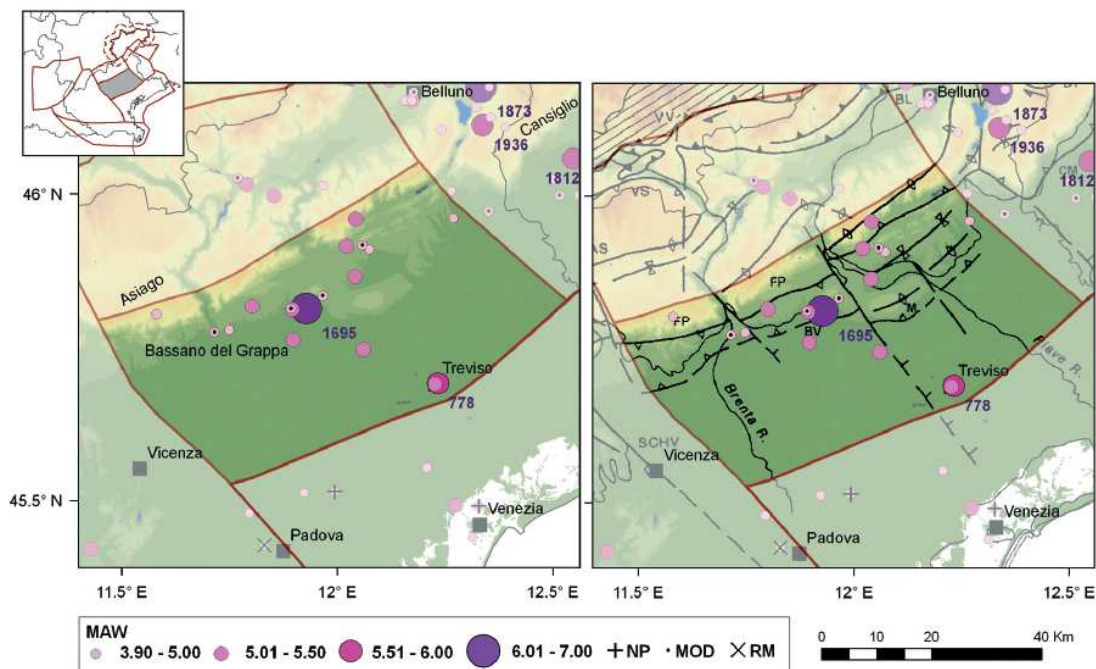 Belluno
1873
Cansiglio
1936
1812
46° N
Asiago
1695
Bassano del Grappa
Treviso
778
Vicenza
45.5° N
Venezia
Padova
11.5° E
12° E
12.5° E
VV
BL
Belluno
1873
1936
CM
1812
VS
AS
FP
FP
BV
M
1695
Treviso
778
Piave R.
Brenta R.
SCHV
Vicenza
Venezia
Padova
11.5° E
12° E
12.5° E
MAW
3.90 - 5.00
5.01 - 5.50
5.51 - 6.00
6.01 - 7.00
NP
MOD
RM
0 10 20 40 Km